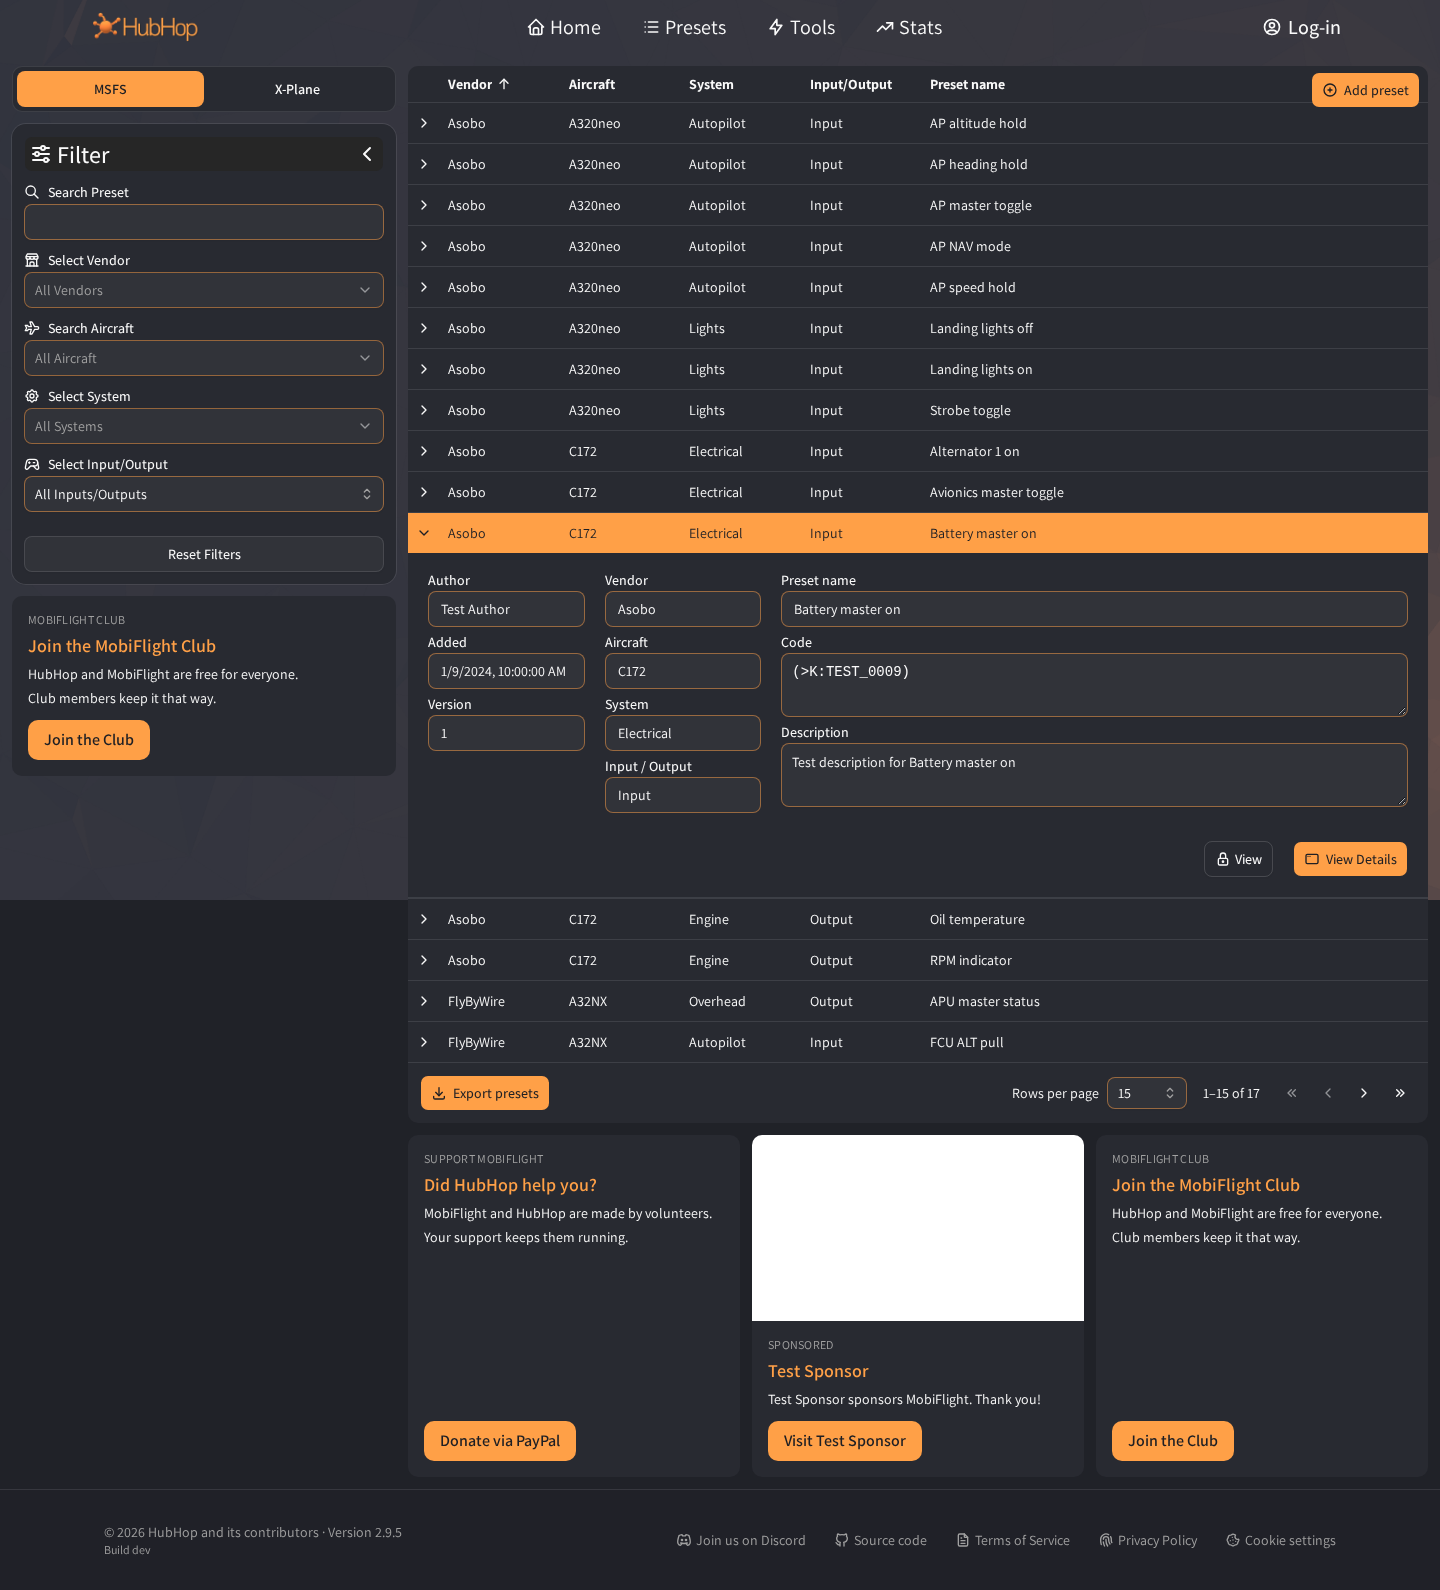 HubHop
Home
Presets
Tools
Stats
Log-in
MSFS
X-Plane
Filter
Search Preset
Select Vendor
All Vendors
Search Aircraft
All Aircraft
Select System
All Systems
Select Input/Output
All Inputs/Outputs
Reset Filters
MOBIFLIGHT CLUB
Join the MobiFlight Club
HubHop and MobiFlight are free for everyone.
Club members keep it that way.
Join the Club
Vendor Aircraft System Input/Output Preset name
Add preset
Asobo A320neo Autopilot Input AP altitude hold
Asobo A320neo Autopilot Input AP heading hold
Asobo A320neo Autopilot Input AP master toggle
Asobo A320neo Autopilot Input AP NAV mode
Asobo A320neo Autopilot Input AP speed hold
Asobo A320neo Lights Input Landing lights off
Asobo A320neo Lights Input Landing lights on
Asobo A320neo Lights Input Strobe toggle
Asobo C172 Electrical Input Alternator 1 on
Asobo C172 Electrical Input Avionics master toggle
Asobo C172 Electrical Input Battery master on
Author
Test Author
Added
1/9/2024, 10:00:00 AM
Version
1
Vendor
Asobo
Aircraft
C172
System
Electrical
Input / Output
Input
Preset name
Battery master on
Code
(>K:TEST_0009)
Description
Test description for Battery master on
View
View Details
Asobo C172 Engine Output Oil temperature
Asobo C172 Engine Output RPM indicator
FlyByWire A32NX Overhead Output APU master status
FlyByWire A32NX Autopilot Input FCU ALT pull
Export presets
Rows per page 15 1–15 of 17
SUPPORT MOBIFLIGHT
Did HubHop help you?
MobiFlight and HubHop are made by volunteers.
Your support keeps them running.
Donate via PayPal
SPONSORED
Test Sponsor
Test Sponsor sponsors MobiFlight. Thank you!
Visit Test Sponsor
MOBIFLIGHT CLUB
Join the MobiFlight Club
HubHop and MobiFlight are free for everyone.
Club members keep it that way.
Join the Club
© 2026 HubHop and its contributors · Version 2.9.5
Build dev
Join us on Discord
Source code
Terms of Service
Privacy Policy
Cookie settings